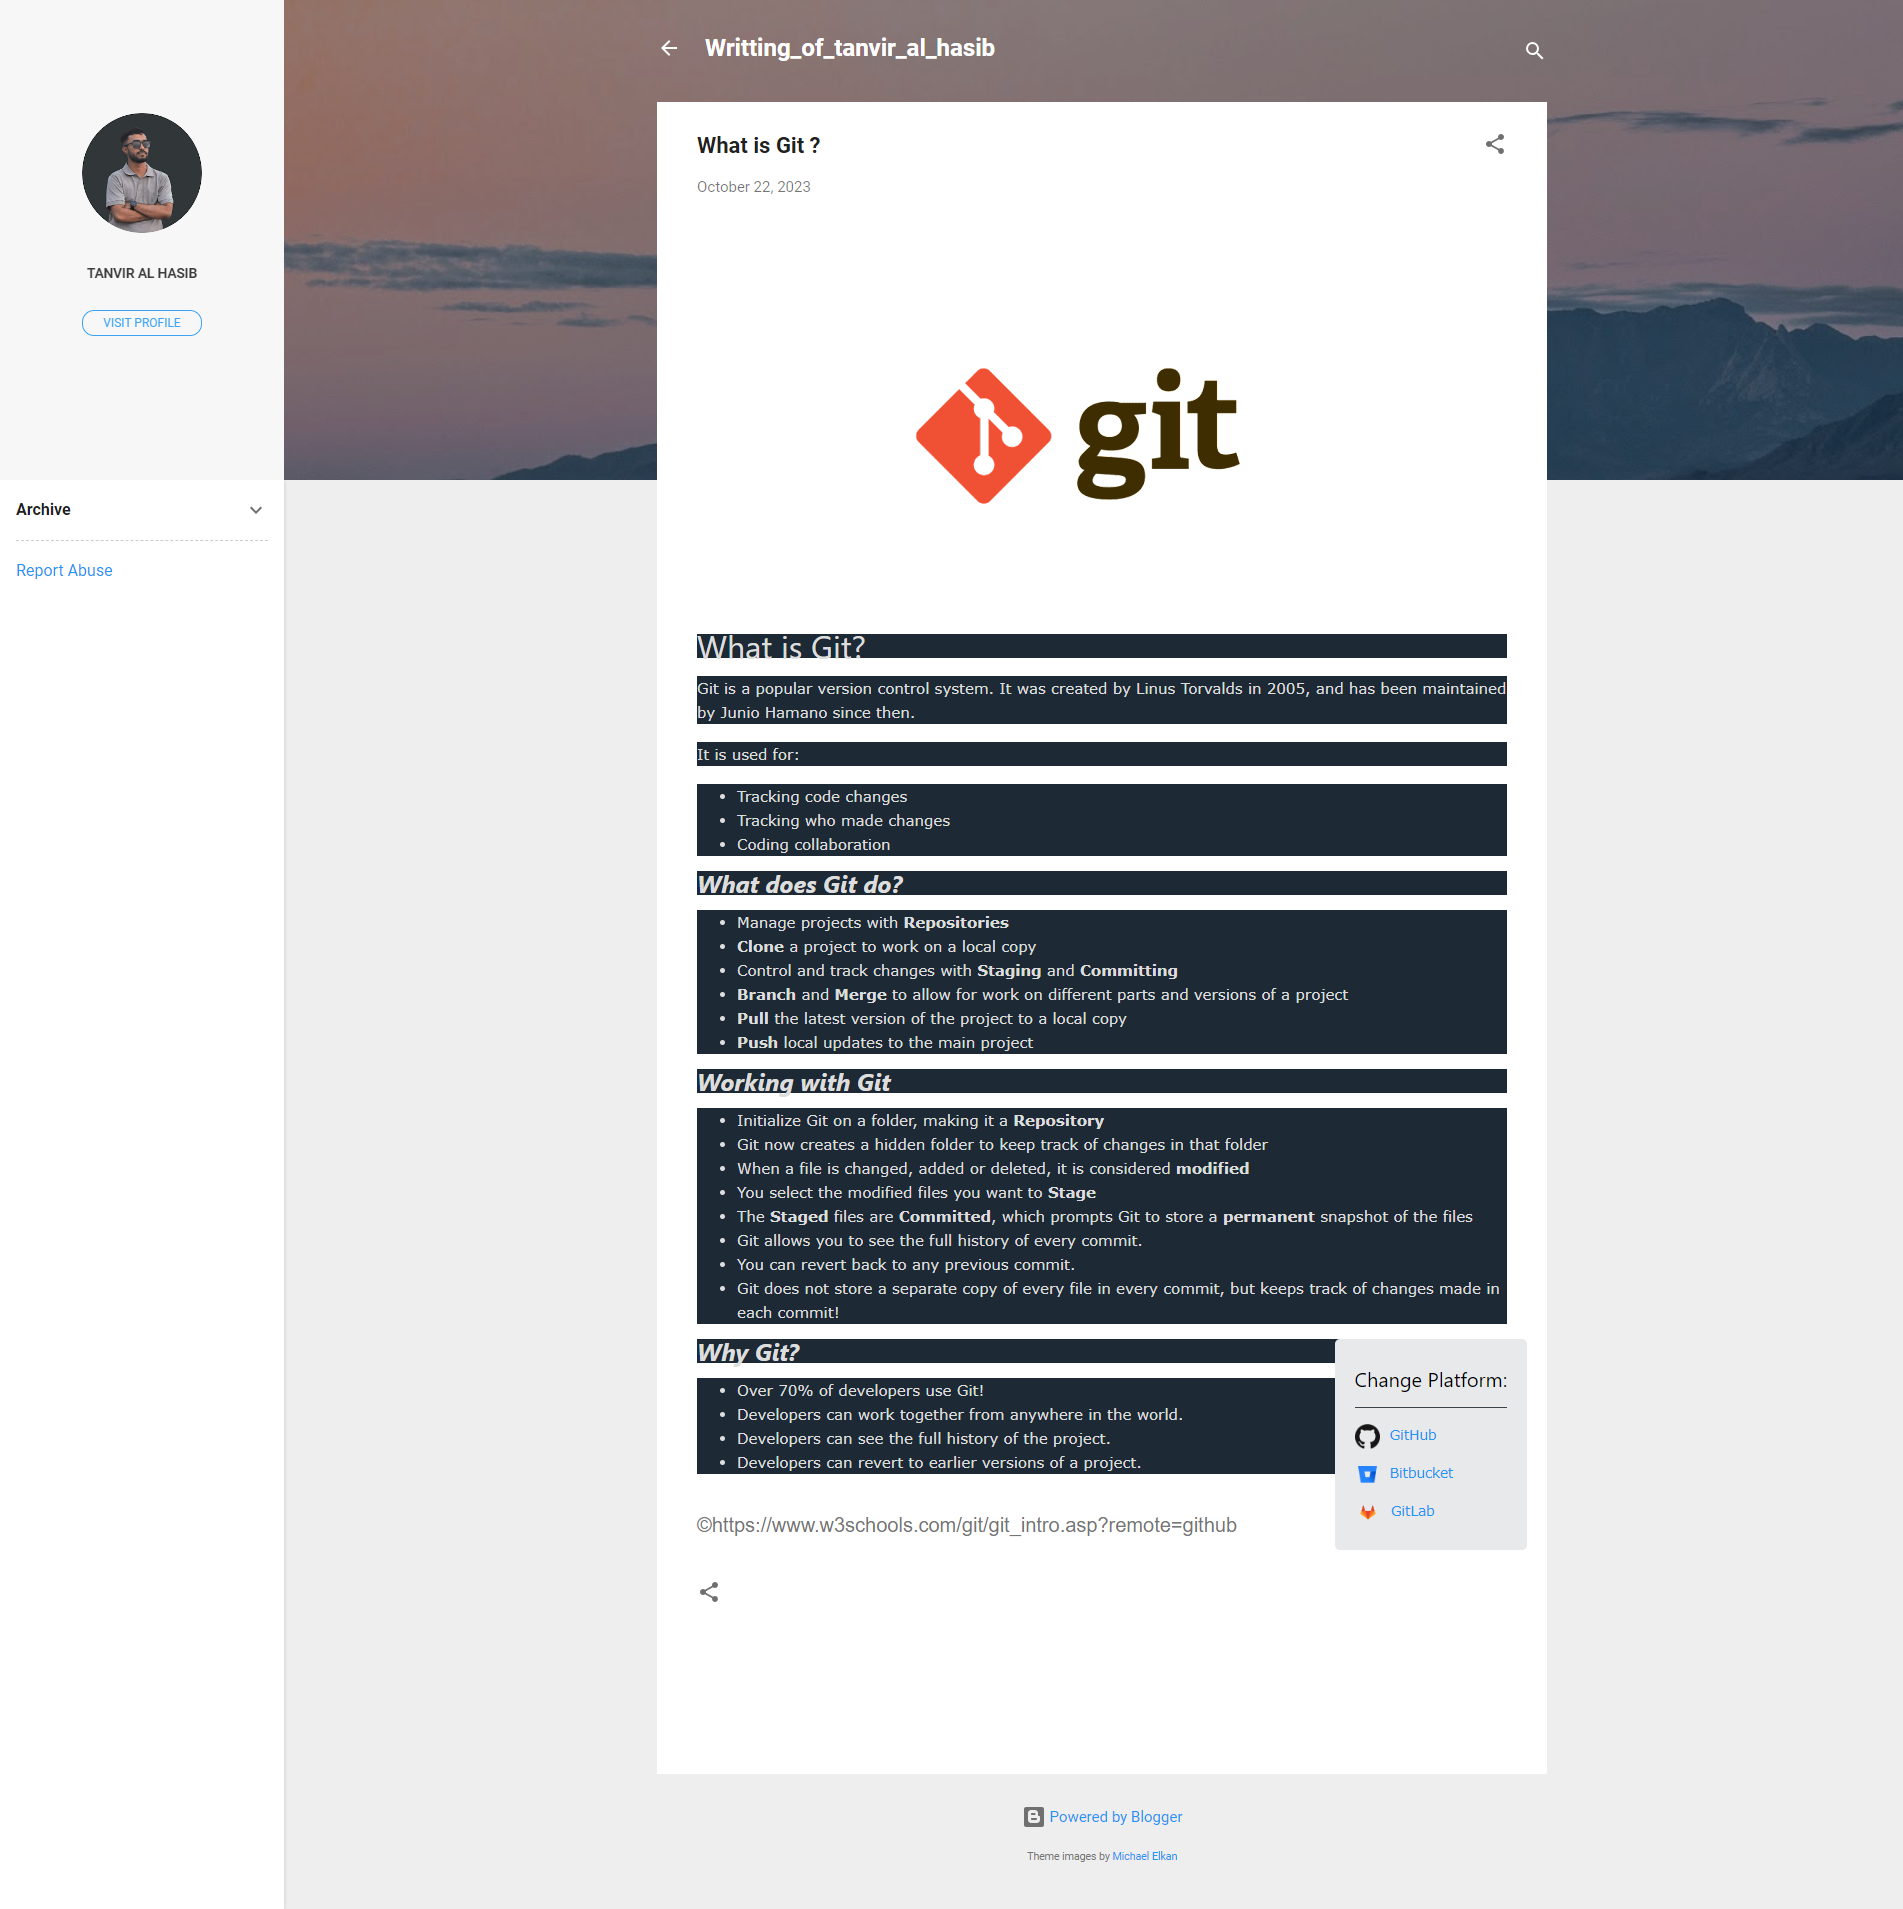 Writting_of_tanvir_al_hasib
TANVIR AL HASIB
VISIT PROFILE
Archive
Report Abuse
What is Git ?
October 22, 2023
git
What is Git?
Git is a popular version control system. It was created by Linus Torvalds in 2005, and has been maintained
by Junio Hamano since then.
It is used for:
• Tracking code changes
• Tracking who made changes
• Coding collaboration
What does Git do?
• Manage projects with Repositories
• Clone a project to work on a local copy
• Control and track changes with Staging and Committing
• Branch and Merge to allow for work on different parts and versions of a project
• Pull the latest version of the project to a local copy
• Push local updates to the main project
Working with Git
• Initialize Git on a folder, making it a Repository
• Git now creates a hidden folder to keep track of changes in that folder
• When a file is changed, added or deleted, it is considered modified
• You select the modified files you want to Stage
• The Staged files are Committed, which prompts Git to store a permanent snapshot of the files
• Git allows you to see the full history of every commit.
• You can revert back to any previous commit.
• Git does not store a separate copy of every file in every commit, but keeps track of changes made in
each commit!
Why Git?
• Over 70% of developers use Git!
• Developers can work together from anywhere in the world.
• Developers can see the full history of the project.
• Developers can revert to earlier versions of a project.
Change Platform:
GitHub
Bitbucket
GitLab
©https://www.w3schools.com/git/git_intro.asp?remote=github
Powered by Blogger
Theme images by Michael Elkan